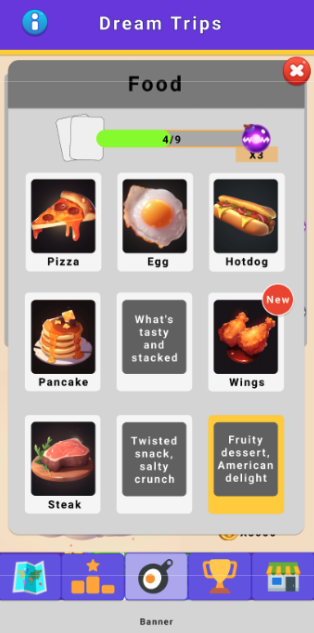 Dream Trips
Food
4/9
X3
Pizza
Egg
Hotdog
New
Pancake
What's
tasty
and
stacked
Wings
Steak
Twisted
snack,
salty
crunch
Fruity
dessert,
American
delight
Banner